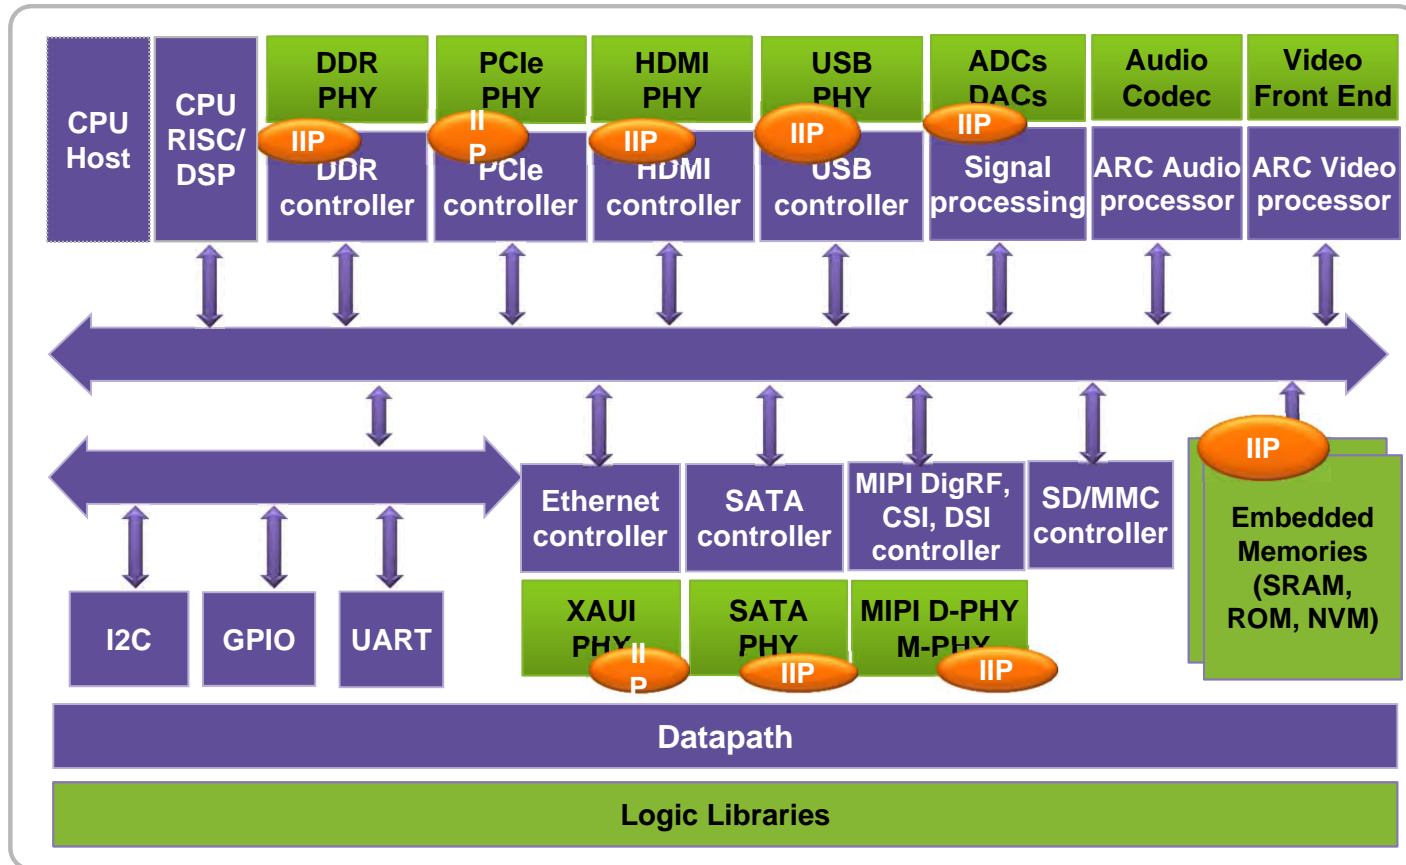 CPU
Host
CPU
RISC/
DSP
DDR
PHY
IIP
DDR
controller
PCIe
PHY
II
P
PCIe
controller
HDMI
PHY
IIP
HDMI
controller
USB
PHY
IIP
USB
controller
ADCs
DACs
IIP
Signal
processing
Audio
Codec
ARC Audio
processor
Video
Front End
ARC Video
processor
Ethernet
controller
SATA
controller
MIPI DigRF,
CSI, DSI
controller
SD/MMC
controller
IIP
Embedded
Memories
(SRAM,
ROM, NVM)
I2C
GPIO
UART
XAUI
PHY
II
P
SATA
PHY
IIP
MIPI D-PHY
M-PHY
IIP
Datapath
Logic Libraries